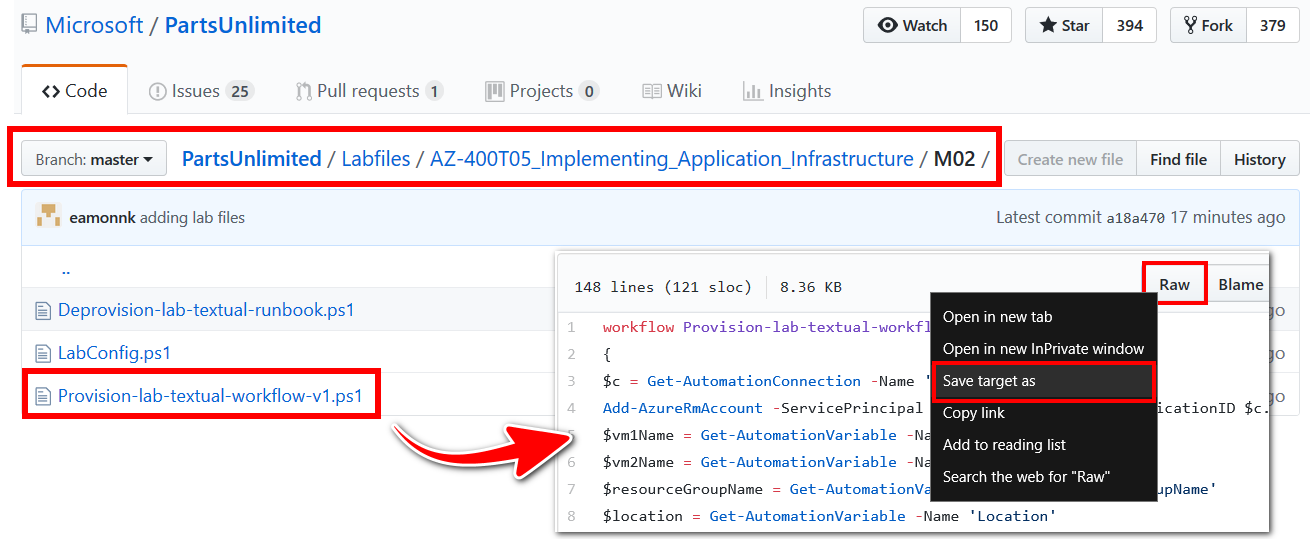 Microsoft / PartsUnlimited
Watch 150
Star 394
Fork 379
Code
Issues 25
Pull requests 1
Projects 0
Wiki
Insights
Branch: master
PartsUnlimited / Labfiles / AZ-400T05_Implementing_Application_Infrastructure / M02 /
Create new file
Find file
History
eamonnk adding lab files
Latest commit a18a470 17 minutes ago
..
Deprovision-lab-textual-runbook.ps1
LabConfig.ps1
Provision-lab-textual-workflow-v1.ps1
148 lines (121 sloc) 8.36 KB
Raw
Blame
1 workflow Provision-lab-textual-workfl
2 {
3 $c = Get-AutomationConnection -Name '
4 Add-AzureRmAccount -ServicePrincipal icationID $c.
5 $vm1Name = Get-AutomationVariable -Na
6 $vm2Name = Get-AutomationVariable -Na
7 $resourceGroupName = Get-AutomationVa upName'
8 $location = Get-AutomationVariable -Name 'Location'
Open in new tab
Open in new InPrivate window
Save target as
Copy link
Add to reading list
Search the web for "Raw"
go
go
go